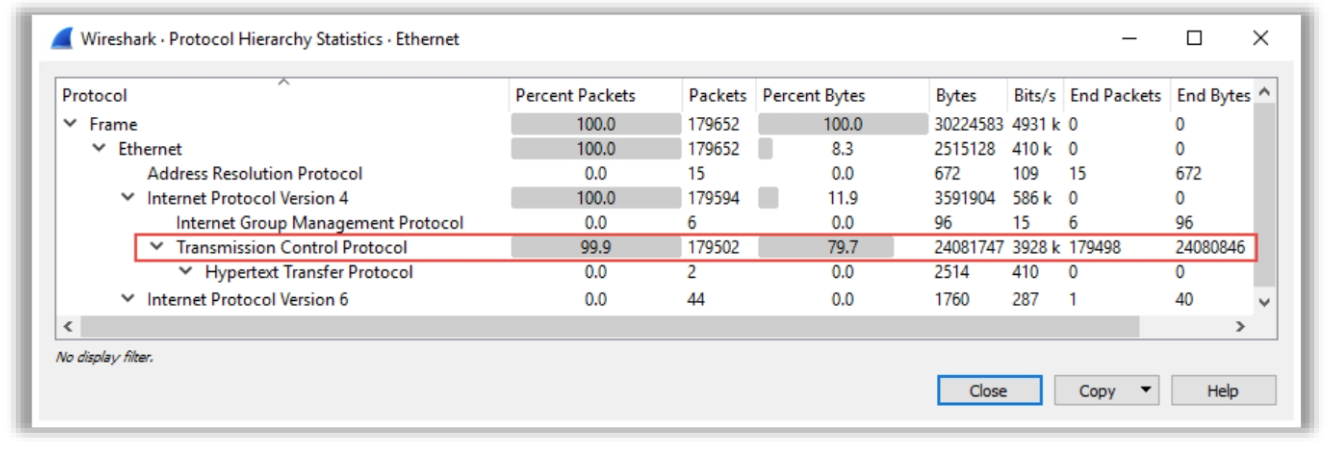 Wireshark · Protocol Hierarchy Statistics · Ethernet
Protocol Percent Packets Packets Percent Bytes Bytes Bits/s End Packets End Bytes
Frame 100.0 179652 100.0 30224583 4931 k 0 0
Ethernet 100.0 179652 8.3 2515128 410 k 0 0
Address Resolution Protocol 0.0 15 0.0 672 109 15 672
Internet Protocol Version 4 100.0 179594 11.9 3591904 586 k 0 0
Internet Group Management Protocol 0.0 6 0.0 96 15 6 96
Transmission Control Protocol 99.9 179502 79.7 24081747 3928 k 179498 24080846
Hypertext Transfer Protocol 0.0 2 0.0 2514 410 0 0
Internet Protocol Version 6 0.0 44 0.0 1760 287 1 40
No display filter.
Close Copy Help